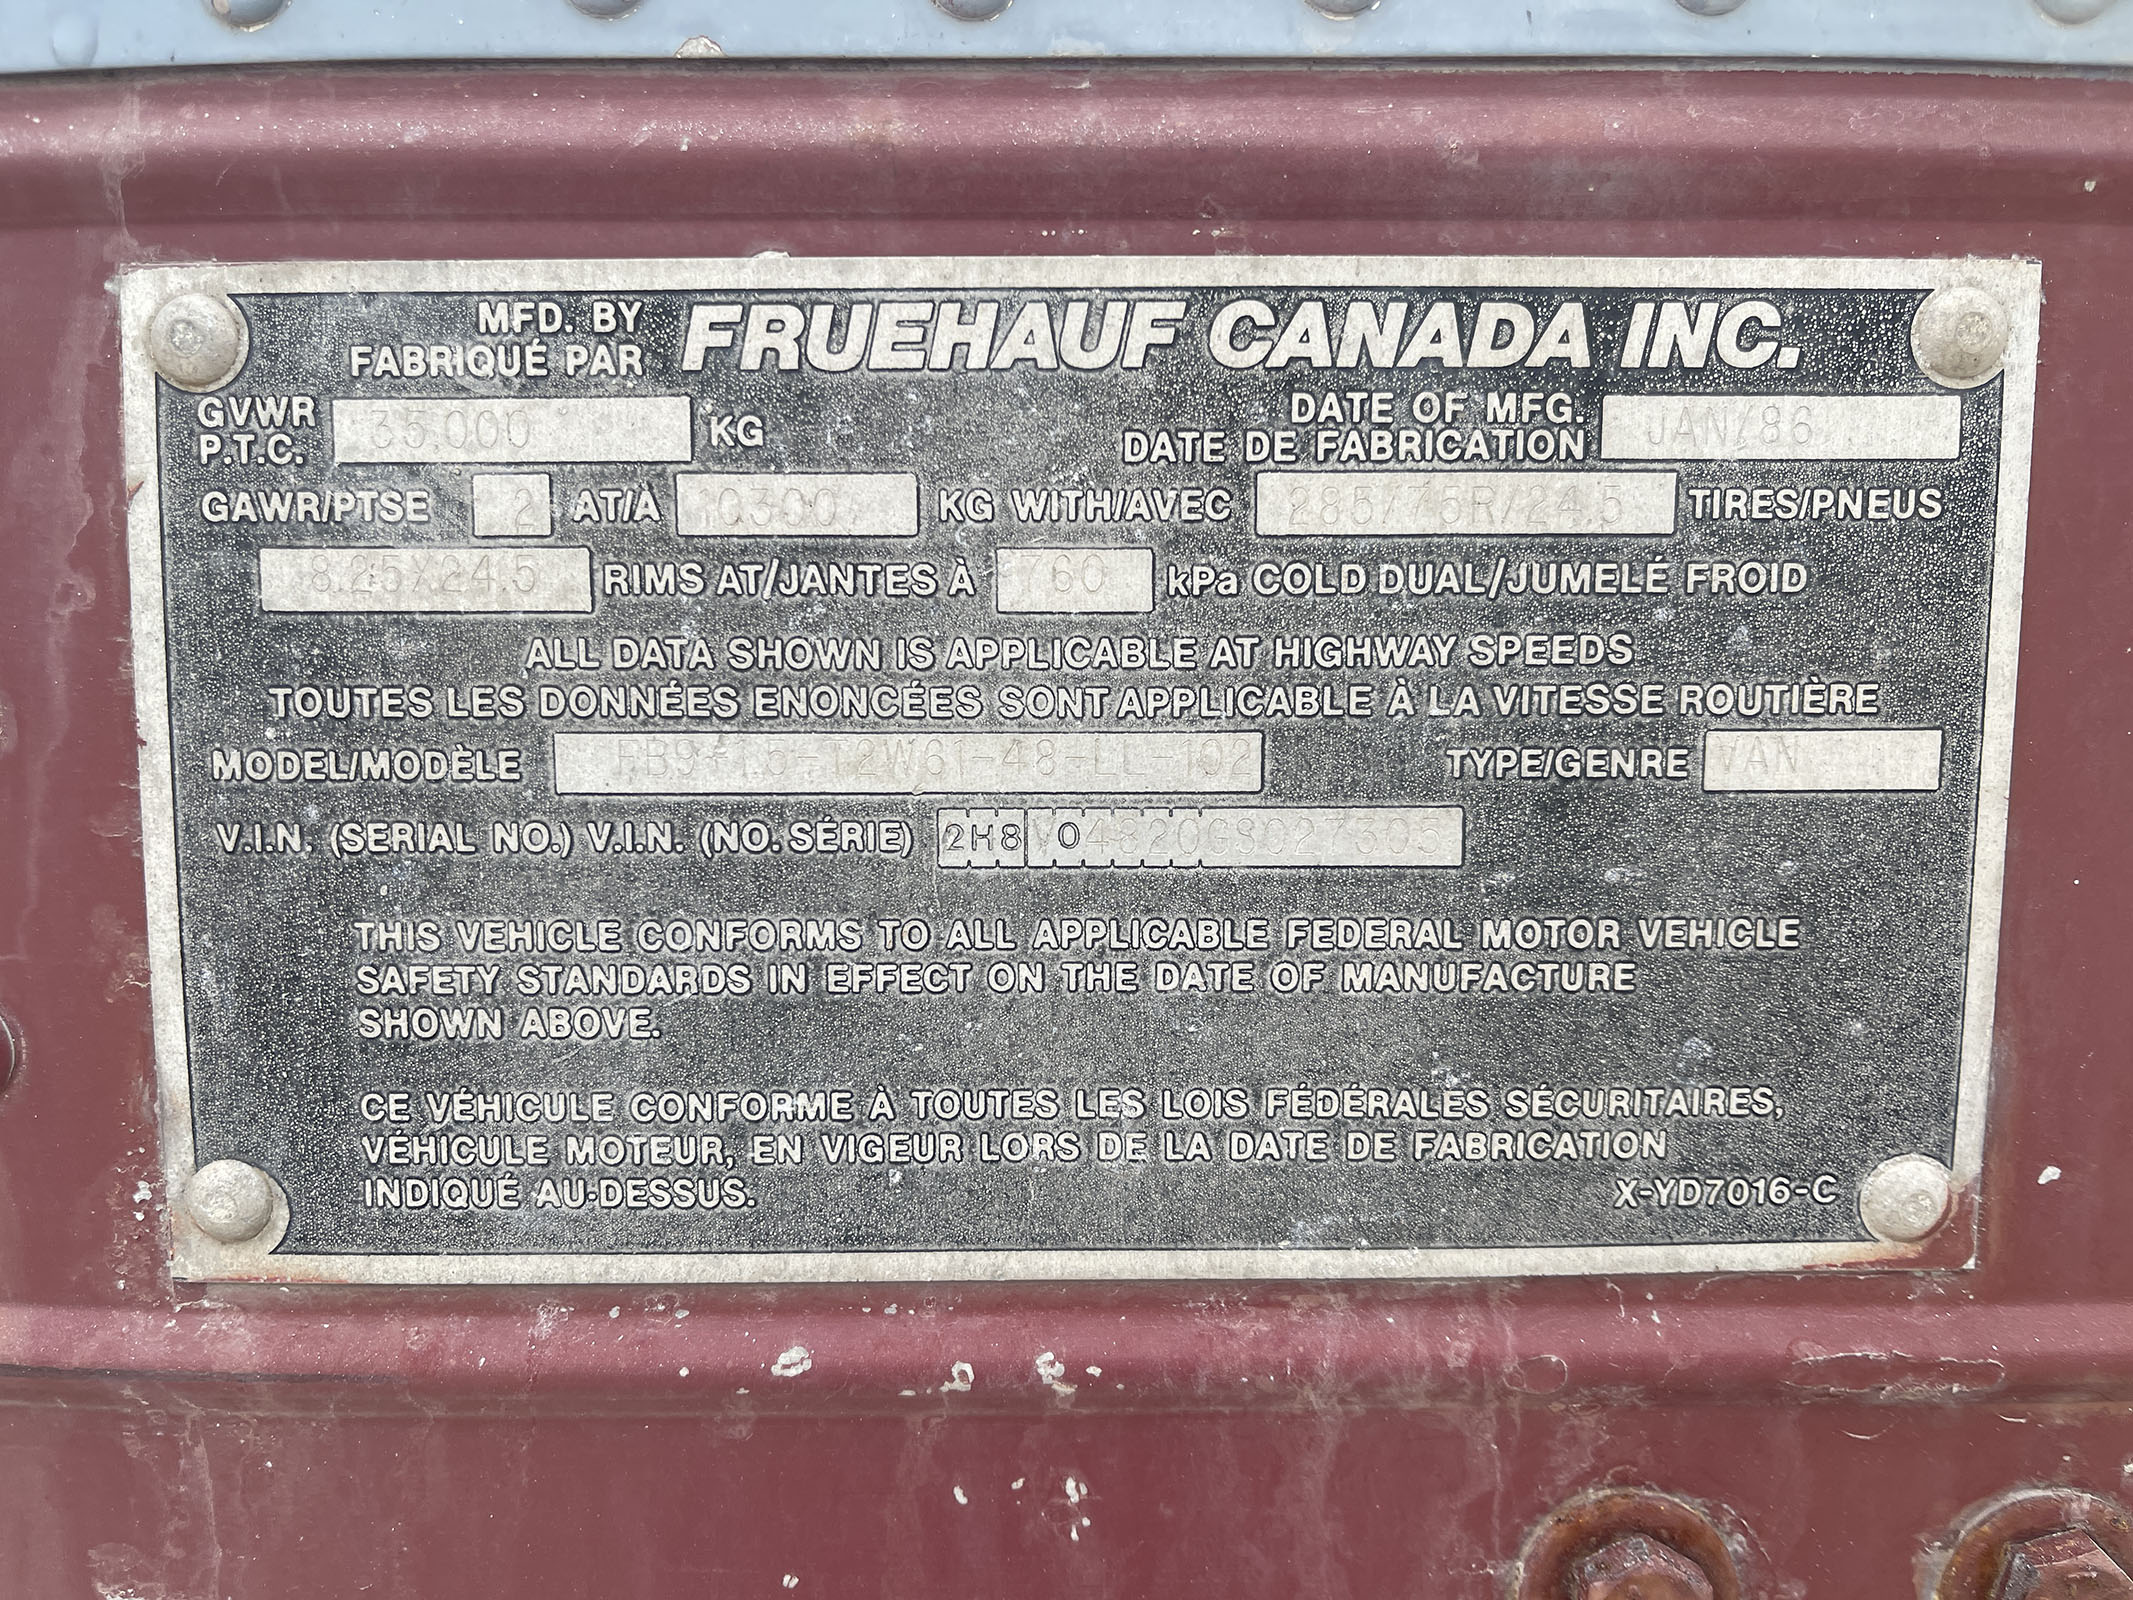 MFD. BY
FABRIQUÉ PAR FRUEHAUF CANADA INC.
GVWR
P.T.C. 35,000 KG DATE OF MFG.
DATE DE FABRICATION JAN/86
GAWR/PTSE 2 AT/À 10300 KG WITH/AVEC 285/75R/24.5 TIRES/PNEUS
8.25X24.5 RIMS AT/JANTES À 760 kPa COLD DUAL/JUMELÉ FROID
ALL DATA SHOWN IS APPLICABLE AT HIGHWAY SPEEDS
TOUTES LES DONNÉES ENONCÉES SONT APPLICABLE À LA VITESSE ROUTIÈRE
MODEL/MODÈLE TYPE/GENRE VAN
V.I.N. (SERIAL NO.) V.I.N. (NO. SÉRIE) 2H8V04820GS027305
THIS VEHICLE CONFORMS TO ALL APPLICABLE FEDERAL MOTOR VEHICLE
SAFETY STANDARDS IN EFFECT ON THE DATE OF MANUFACTURE
SHOWN ABOVE.
CE VÉHICULE CONFORME À TOUTES LES LOIS FÉDÉRALES SÉCURITAIRES,
VÉHICULE MOTEUR, EN VIGEUR LORS DE LA DATE DE FABRICATION
INDIQUÉ AU-DESSUS.
X-YD7016-C